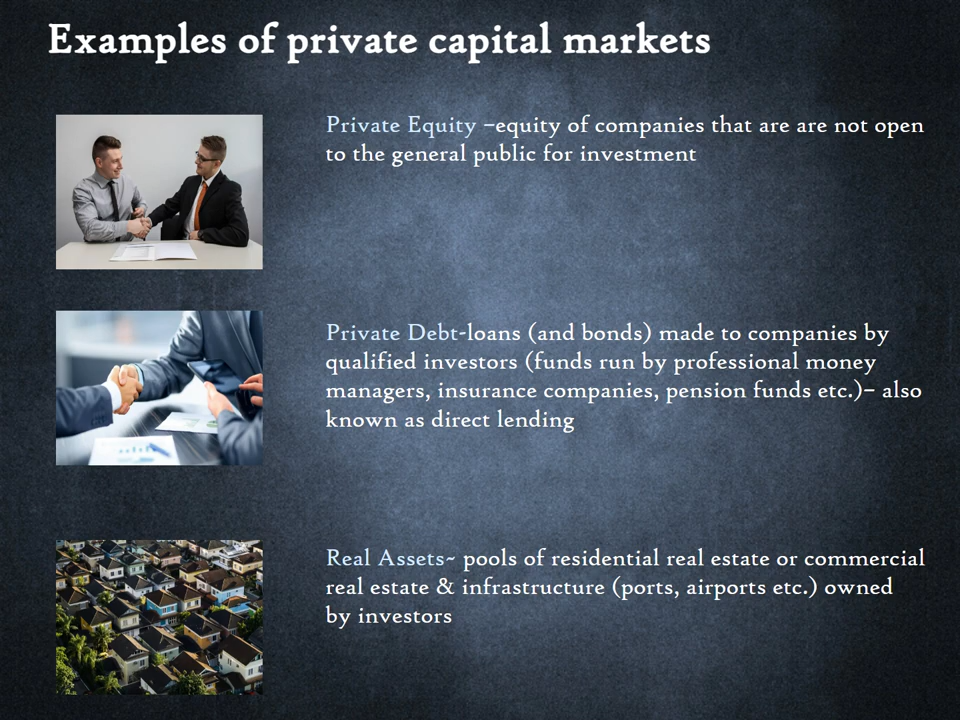 Examples of private capital markets
Private Equity –equity of companies that are are not open
to the general public for investment
Private Debt-loans (and bonds) made to companies by
qualified investors (funds run by professional money
managers, insurance companies, pension funds etc.)– also
known as direct lending
Real Assets- pools of residential real estate or commercial
real estate & infrastructure (ports, airports etc.) owned
by investors